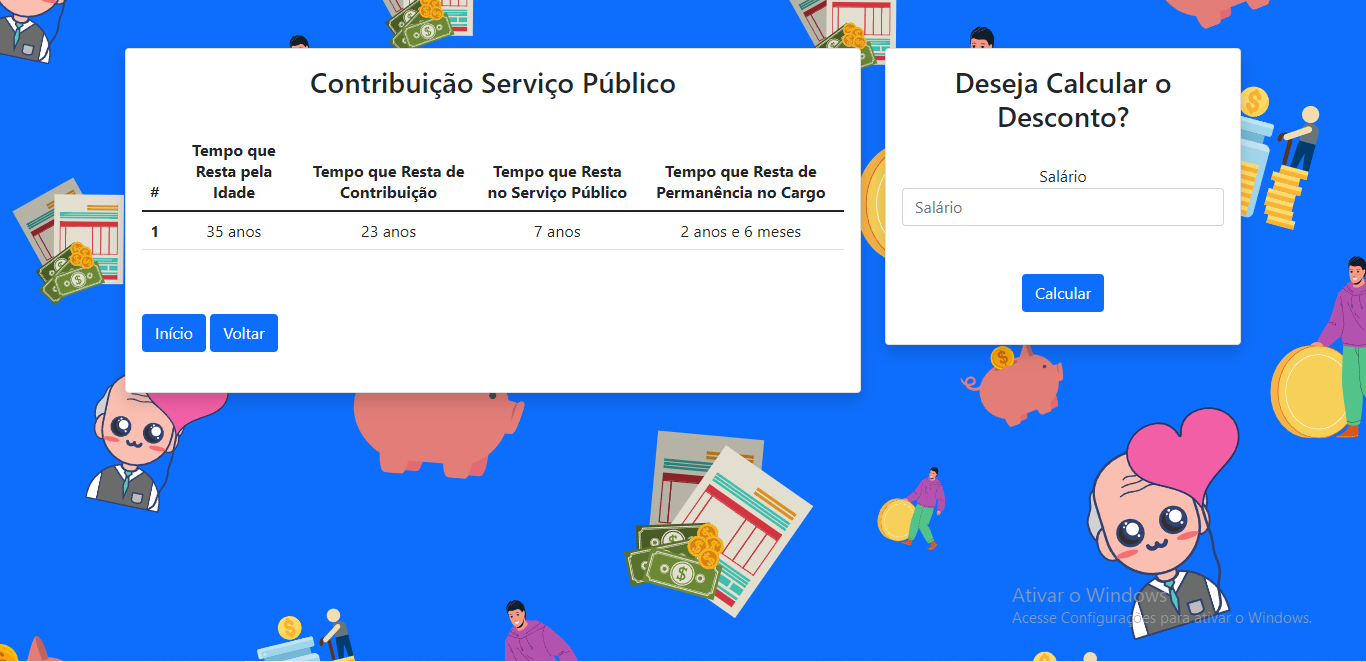 Contribuição Serviço Público
#
Tempo que
Resta pela
Idade
Tempo que Resta de
Contribuição
Tempo que Resta
no Serviço Público
Tempo que Resta de
Permanência no Cargo
1 35 anos 23 anos 7 anos 2 anos e 6 meses
Início Voltar
Deseja Calcular o
Desconto?
Salário
Salário
Calcular
Ativar o Windows
Acesse Configurações para ativar o Windows.